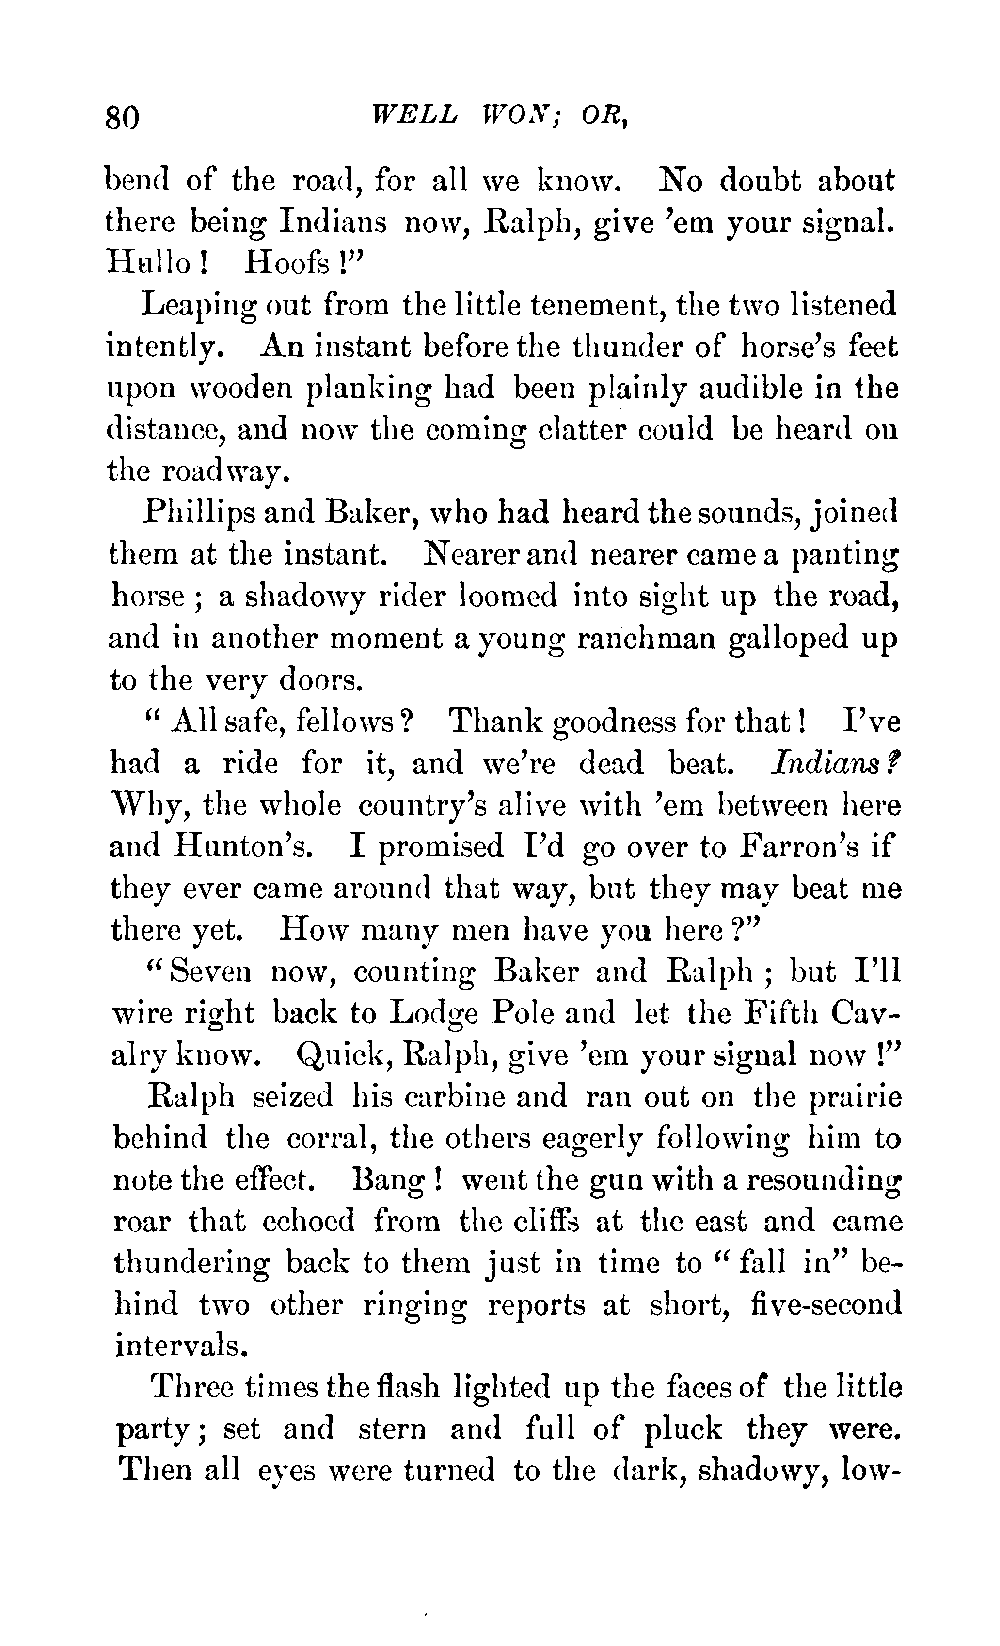 80 WELL WON; OR,
bend of the road, for all we know. No doubt about
there being Indians now, Ralph, give ’em your signal.
Hullo! Hoofs!”
Leaping out from the little tenement, the two listened
intently. An instant before the thunder of horse’s feet
upon wooden planking had been plainly audible in the
distance, and now the coming clatter could be heard on
the roadway.
Phillips and Baker, who had heard the sounds, joined
them at the instant. Nearer and nearer came a panting
horse; a shadowy rider loomed into sight up the road,
and in another moment a young ranchman galloped up
to the very doors.
“All safe, fellows? Thank goodness for that! I’ve
had a ride for it, and we’re dead beat. Indians?
Why, the whole country’s alive with ’em between here
and Hunton’s. I promised I’d go over to Farron’s if
they ever came around that way, but they may beat me
there yet. How many men have you here?”
“Seven now, counting Baker and Ralph; but I’ll
wire right back to Lodge Pole and let the Fifth Cav-
alry know. Quick, Ralph, give ’em your signal now!”
Ralph seized his carbine and ran out on the prairie
behind the corral, the others eagerly following him to
note the effect. Bang! went the gun with a resounding
roar that echoed from the cliffs at the east and came
thundering back to them just in time to “fall in” be-
hind two other ringing reports at short, five-second
intervals.
Three times the flash lighted up the faces of the little
party; set and stern and full of pluck they were.
Then all eyes were turned to the dark, shadowy, low-